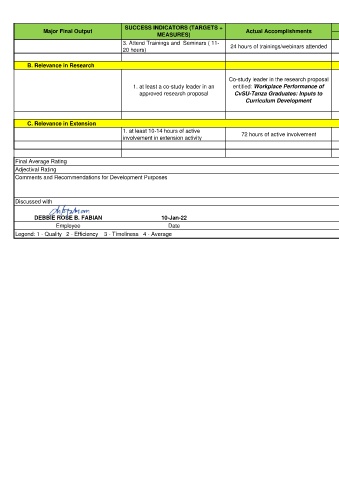 Major Final Output
SUCCESS INDICATORS (TARGETS +
MEASURES)
Actual Accomplishments
3. Attend Trainings and Seminars ( 11-
20 hours)
24 hours of trainings/webinars attended
B. Relevance in Research
1. at least a co-study leader in an
approved research proposal
Co-study leader in the research proposal
entitled: Workplace Performance of
CvSU-Tanza Graduates: Inputs to
Curriculum Development
C. Relevance in Extension
1. at least 10-14 hours of active
involvement in extension activity
72 hours of active involvement
Final Average Rating
Adjectival Rating
Comments and Recommendations for Development Purposes
Discussed with
DEBBIE ROSE B. FABIAN
10-Jan-22
Employee
Date
Legend: 1 - Quality 2 - Efficiency 3 - Timeliness 4 - Average